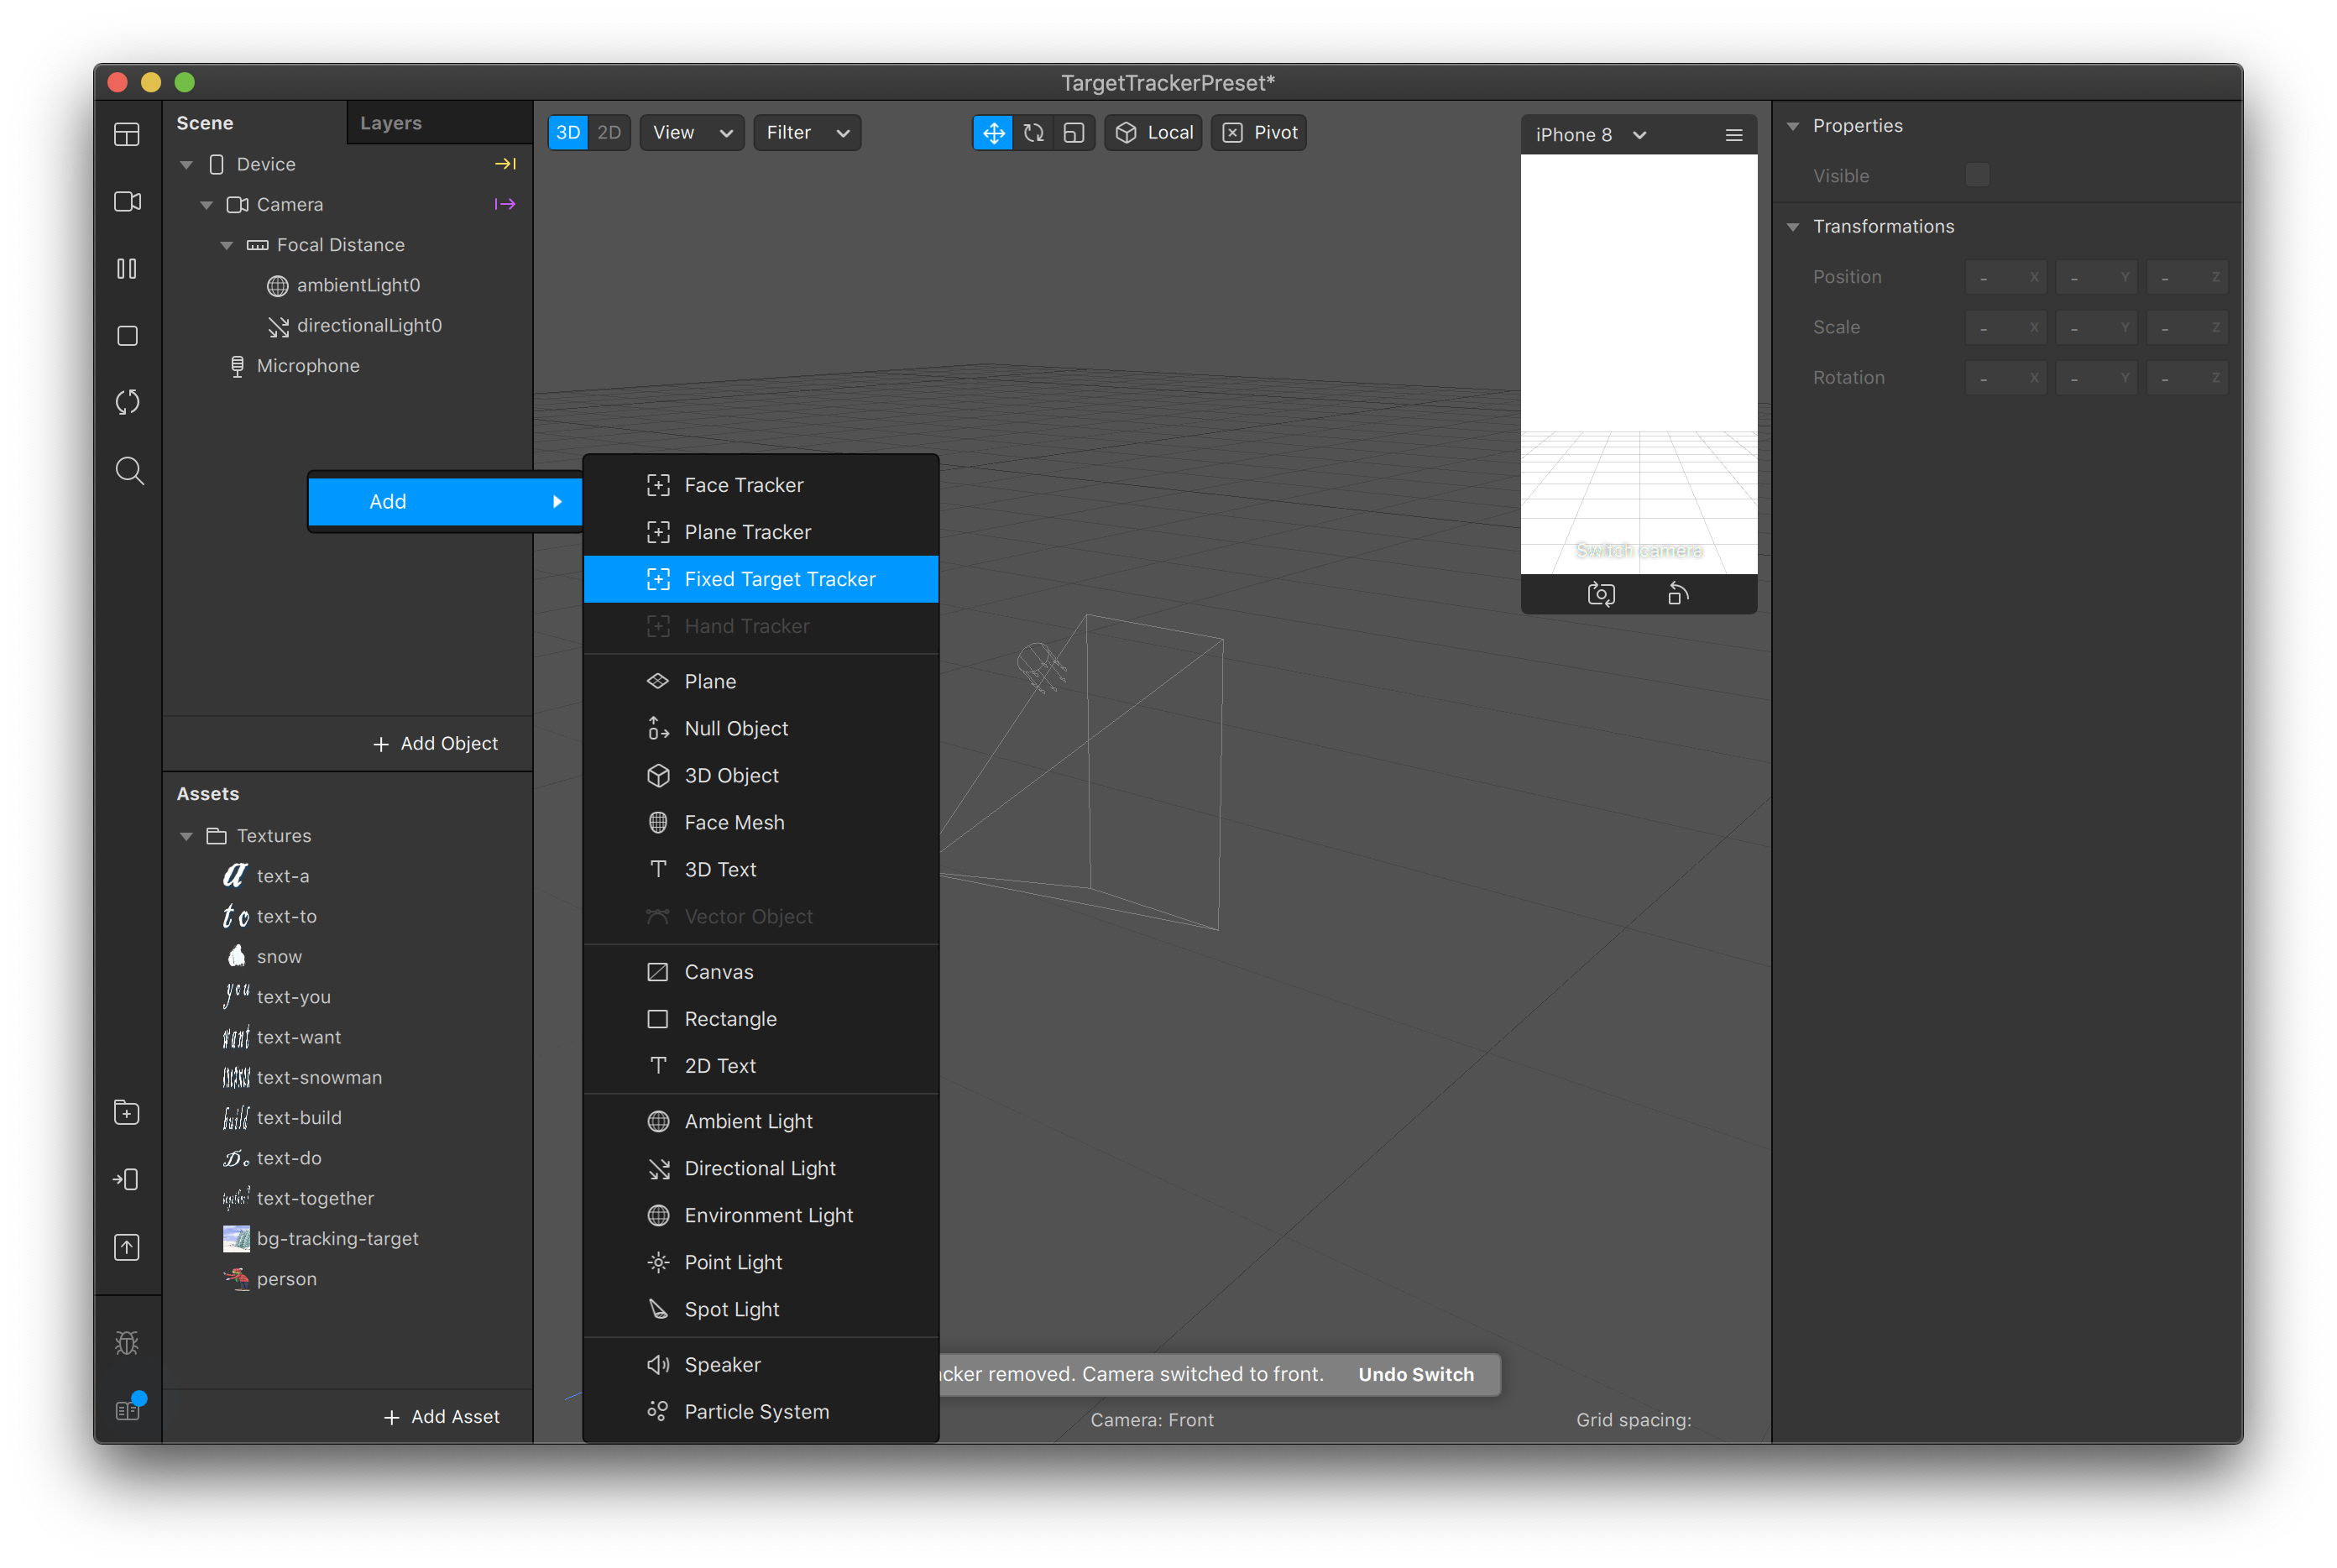 TargetTrackerPreset*
Scene
Layers
Device
Camera
Focal Distance
ambientLight0
directionalLight0
Microphone
+ Add Object
Assets
Textures
text-a
text-to
snow
text-you
text-want
text-snowman
text-build
text-do
text-together
bg-tracking-target
person
+ Add Asset
3D 2D View Filter Local Pivot
Add
Face Tracker
Plane Tracker
Fixed Target Tracker
Hand Tracker
Plane
Null Object
3D Object
Face Mesh
3D Text
Vector Object
Canvas
Rectangle
2D Text
Ambient Light
Directional Light
Environment Light
Point Light
Spot Light
Speaker
Particle System
removed. Camera switched to front. Undo Switch
Camera: Front
Grid spacing:
iPhone 8
Switch camera
Properties
Visible
Transformations
Position - X - Y - Z
Scale - X - Y - Z
Rotation - X - Y - Z